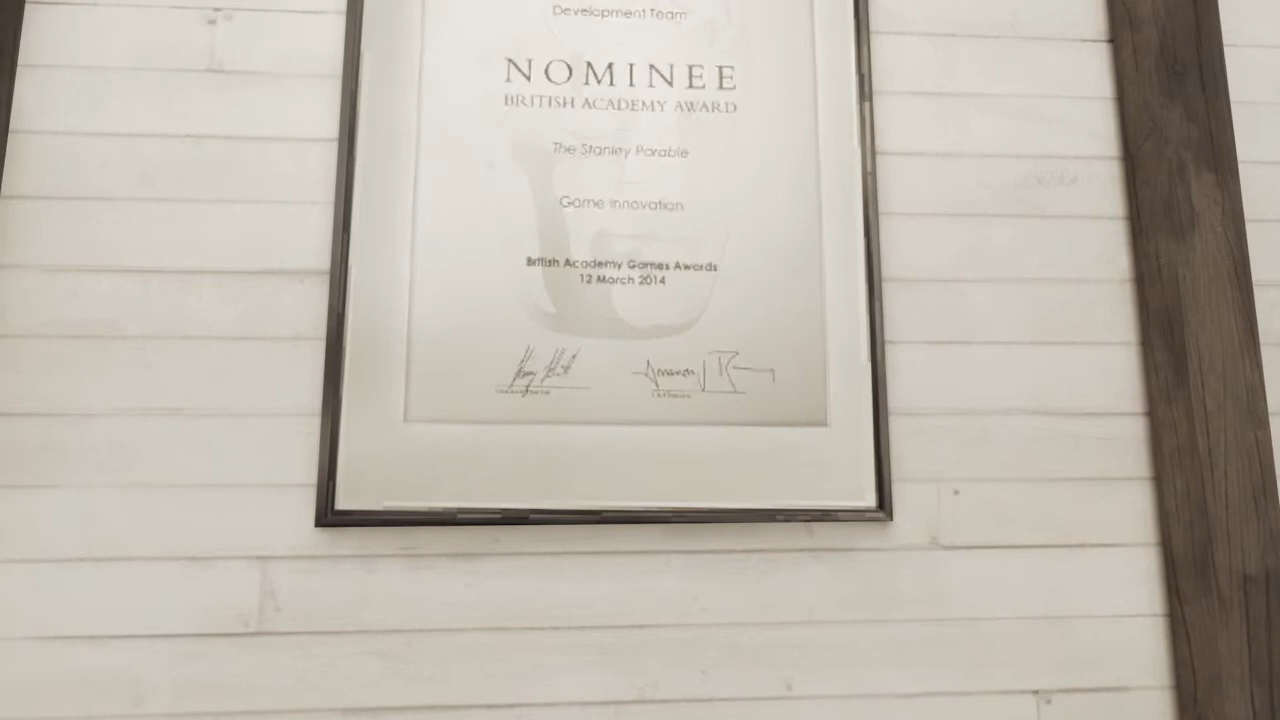 Development Team
NOMINEE
BRITISH ACADEMY AWARD
The Stanley Parable
Game Innovation
British Academy Games Awards
12 March 2014